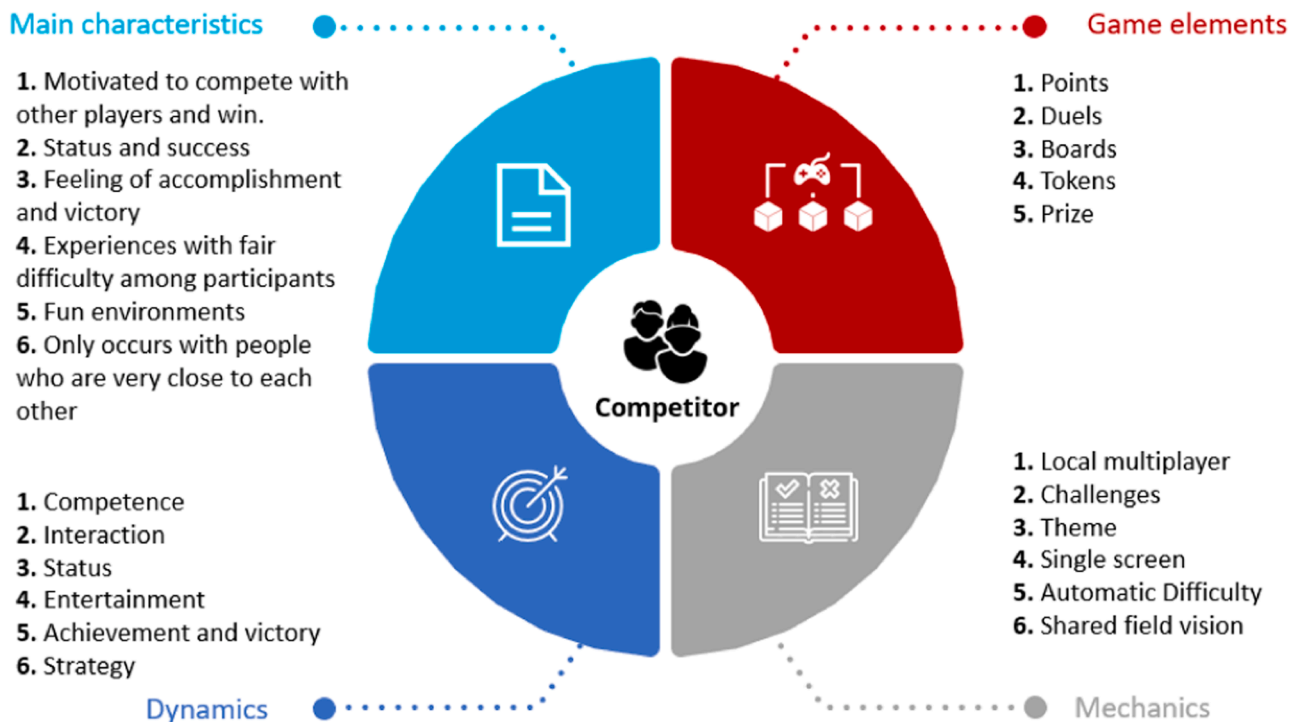 Main characteristics
1. Motivated to compete with
other players and win.
2. Status and success
3. Feeling of accomplishment
and victory
4. Experiences with fair
difficulty among participants
5. Fun environments
6. Only occurs with people
who are very close to each
other
Game elements
1. Points
2. Duels
3. Boards
4. Tokens
5. Prize
Competitor
1. Competence
2. Interaction
3. Status
4. Entertainment
5. Achievement and victory
6. Strategy
Dynamics
1. Local multiplayer
2. Challenges
3. Theme
4. Single screen
5. Automatic Difficulty
6. Shared field vision
Mechanics